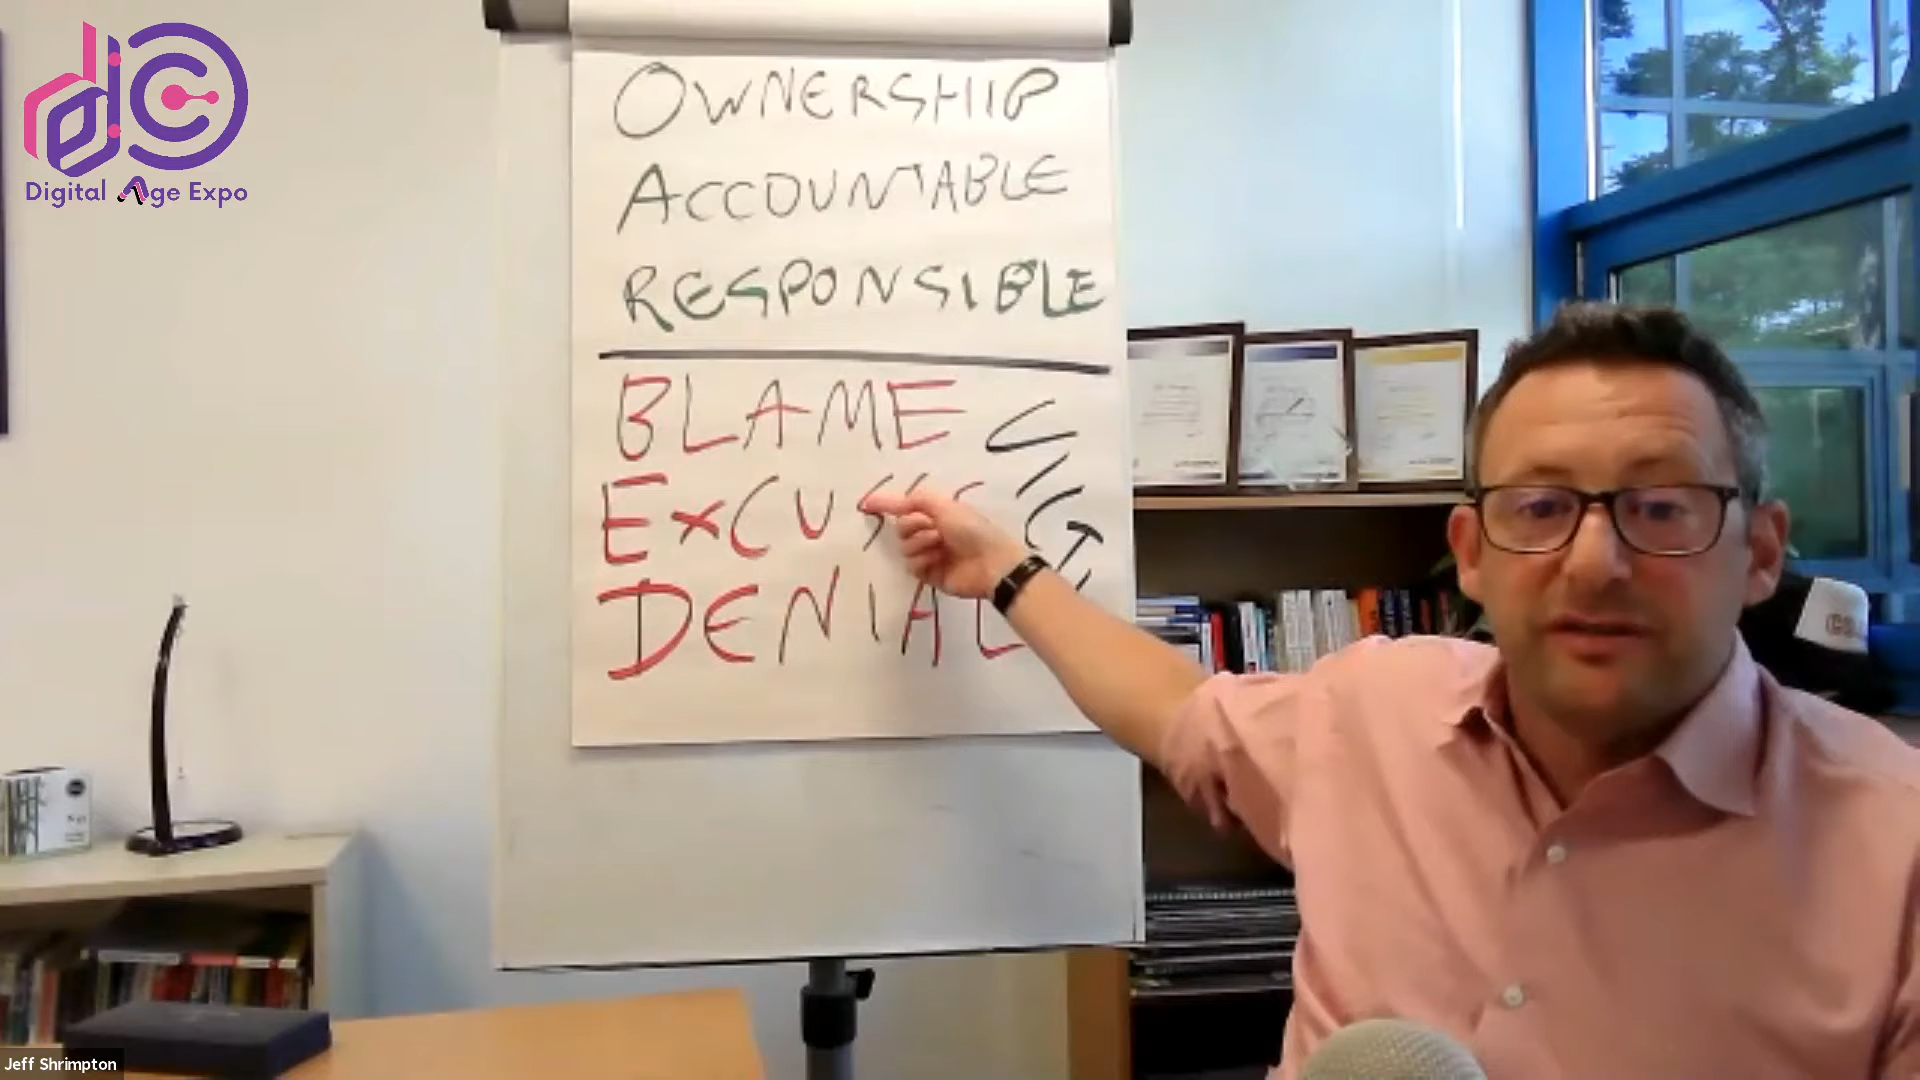 Digital Age Expo
OWNERSHIP
ACCOUNTABLE
RESPONSIBLE
BLAME
EXCUSES
DENIAL
Jeff Shrimpton